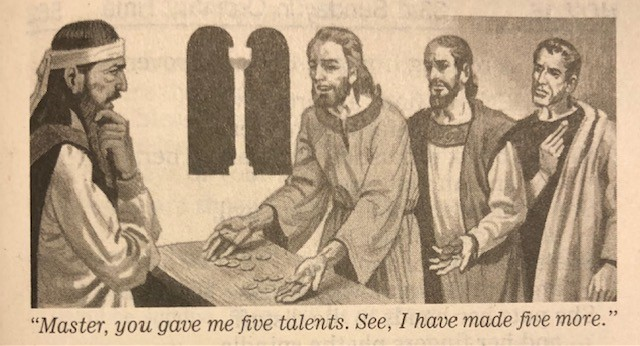 “Master, you gave me five talents. See, I have made five more.”